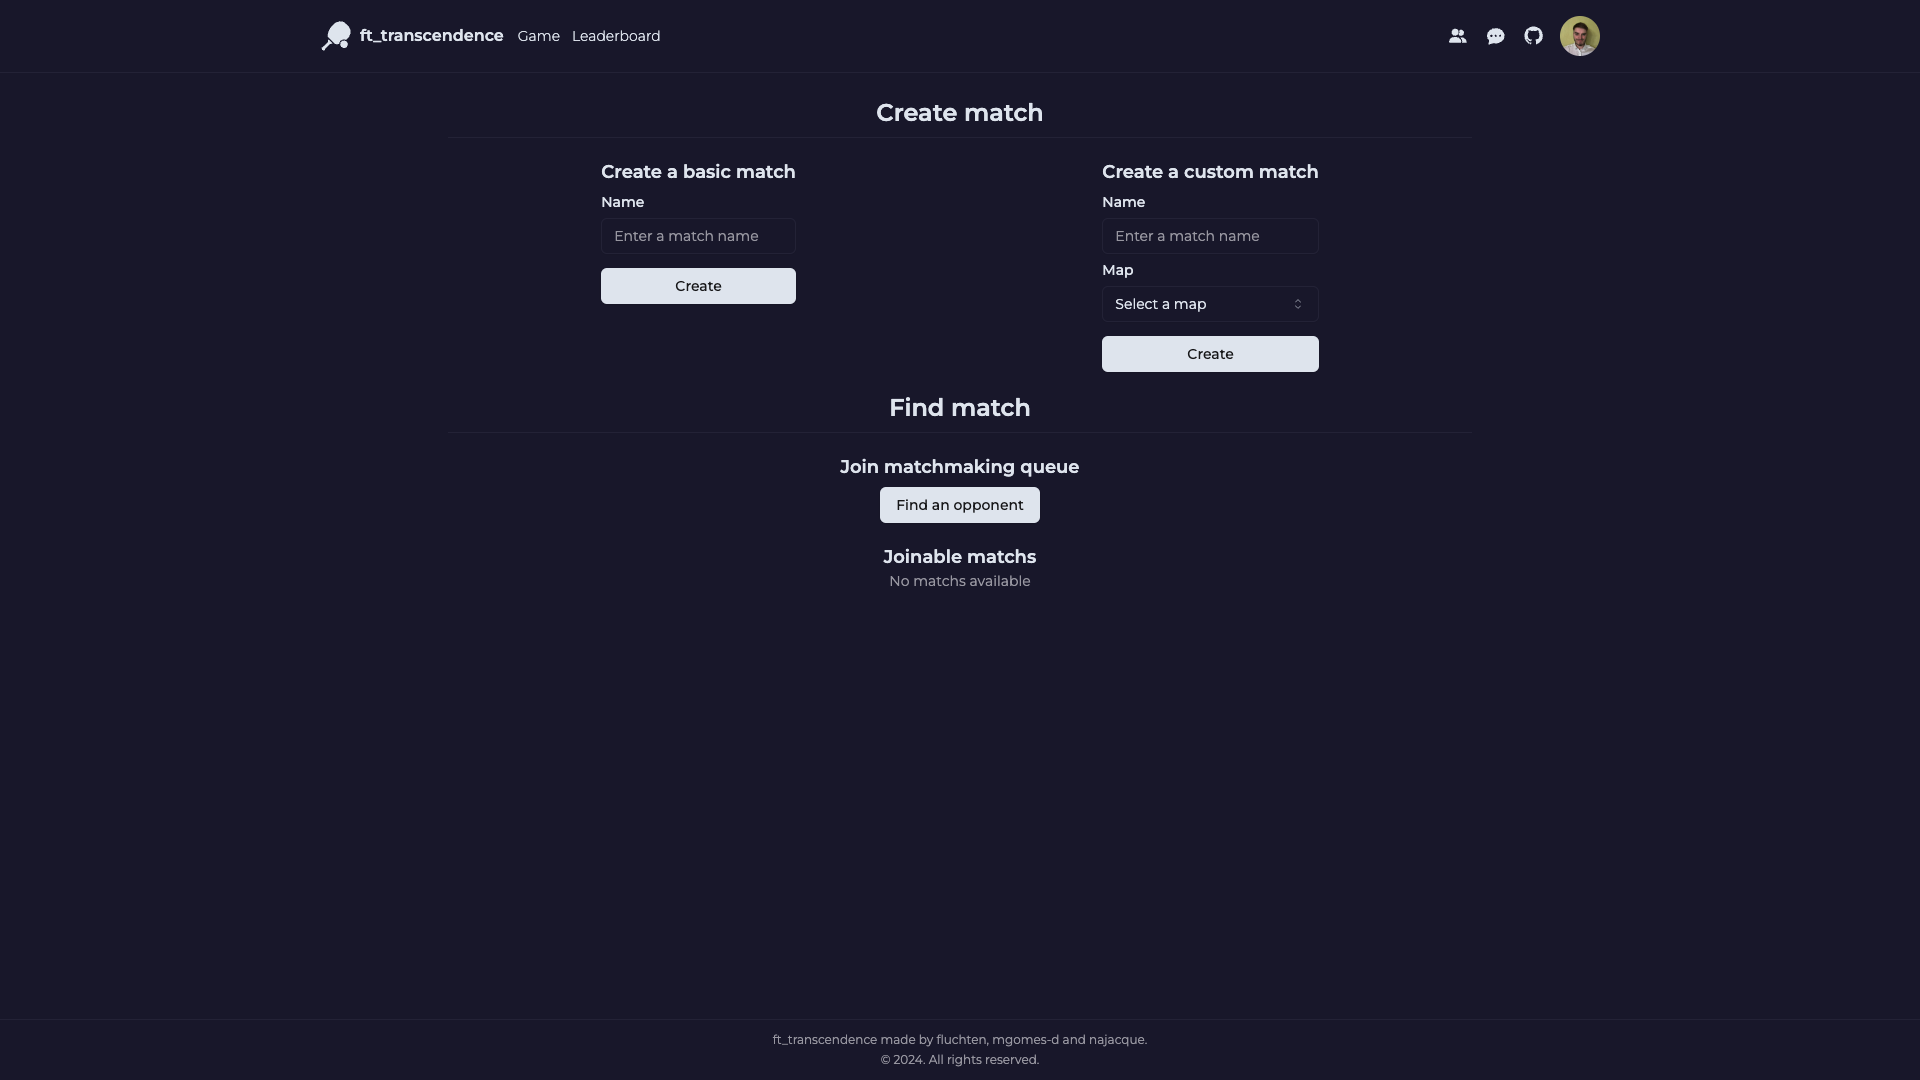 ft_transcendence Game Leaderboard
Create match
Create a basic match
Name
Enter a match name
Create
Create a custom match
Name
Enter a match name
Map
Select a map
Create
Find match
Join matchmaking queue
Find an opponent
Joinable matchs
No matchs available
ft_transcendence made by fluchten, mgomes-d and najacque.
© 2024. All rights reserved.